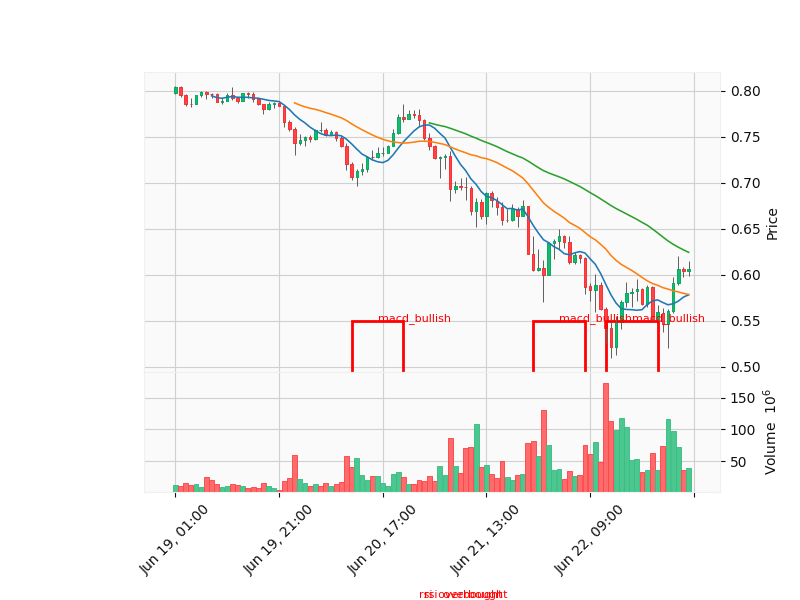 0.80
0.75
0.70
0.65
0.60
0.55
0.50
Price
macd_bullish
macd_bullish
macd_bullish
150
100
50
Volume 10^6
Jun 19, 01:00
Jun 19, 21:00
Jun 20, 17:00
Jun 21, 13:00
Jun 22, 09:00